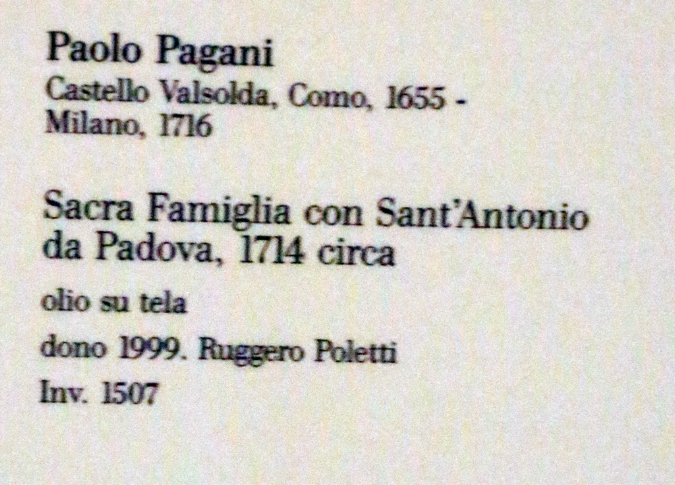 Paolo Pagani
Castello Valsolda, Como, 1655 -
Milano, 1716
Sacra Famiglia con Sant'Antonio
da Padova, 1714 circa
olio su tela
dono 1999. Ruggero Poletti
Inv. 1507